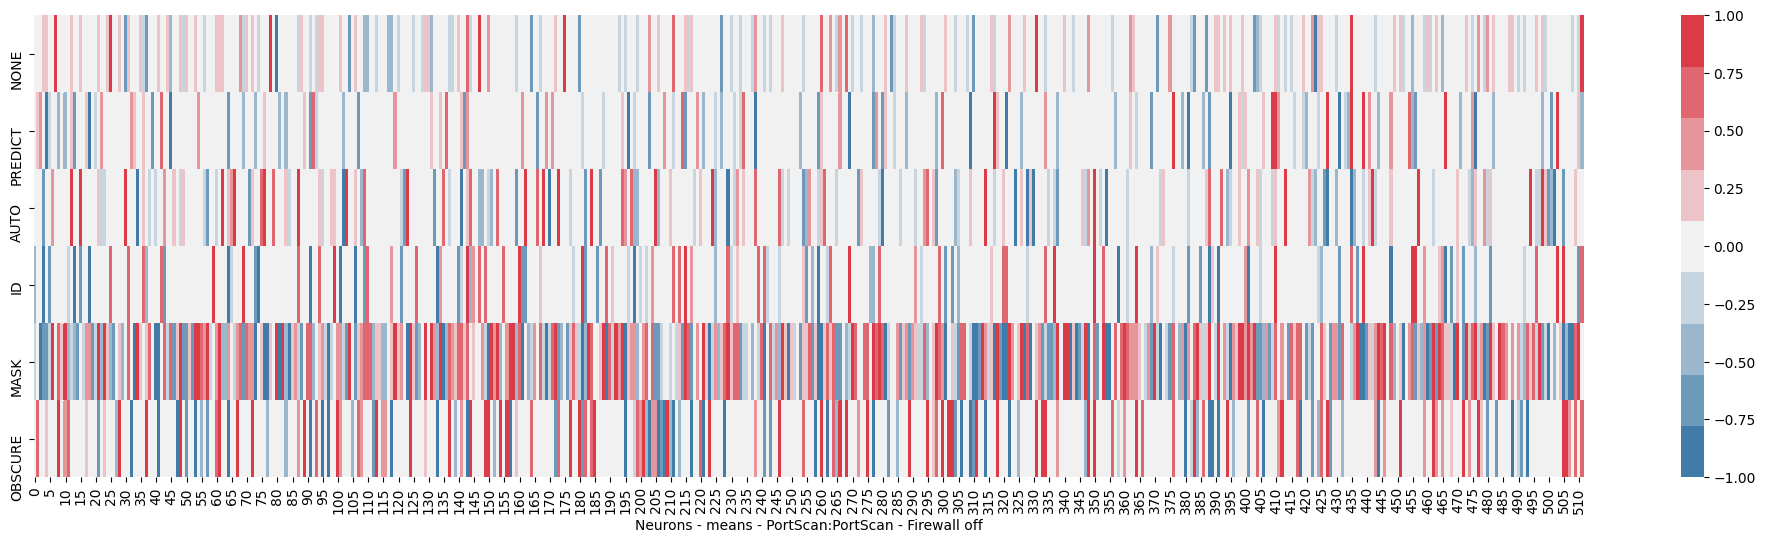 NONE
PREDICT
AUTO
ID
MASK
OBSCURE
0 5 10 15 20 25 30 35 40 45 50 55 60 65 70 75 80 85 90 95 100 105 110 115 120 125 130 135 140 145 150 155 160 165 170 175 180 185 190 195 200 205 210 215 220 225 230 235 240 245 250 255 260 265 270 275 280 285 290 295 300 305 310 315 320 325 330 335 340 345 350 355 360 365 370 375 380 385 390 395 400 405 410 415 420 425 430 435 440 445 450 455 460 465 470 475 480 485 490 495 500 505 510
Neurons - means - PortScan:PortScan - Firewall off
1.00
0.75
0.50
0.25
0.00
−0.25
−0.50
−0.75
−1.00